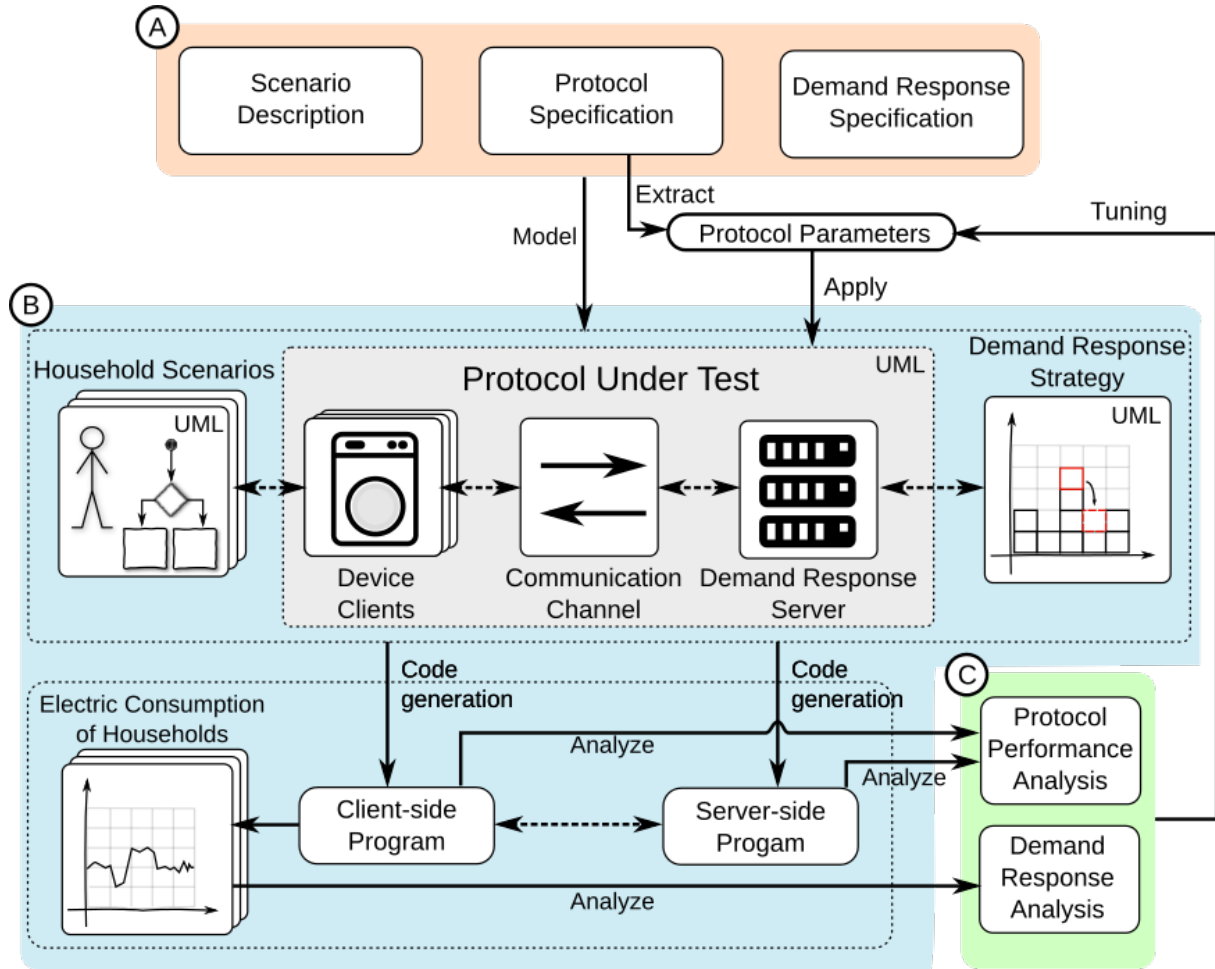 A
Scenario
Description
Protocol
Specification
Demand Response
Specification
Extract
Model
Protocol Parameters
Tuning
Apply
B
Household Scenarios
UML
Protocol Under Test
UML
Demand Response
Strategy
UML
Device
Clients
Communication
Channel
Demand Response
Server
Code
generation
Code
generation
C
Electric Consumption
of Households
Analyze
Analyze
Protocol
Performance
Analysis
Client-side
Program
Server-side
Progam
Demand
Response
Analysis
Analyze